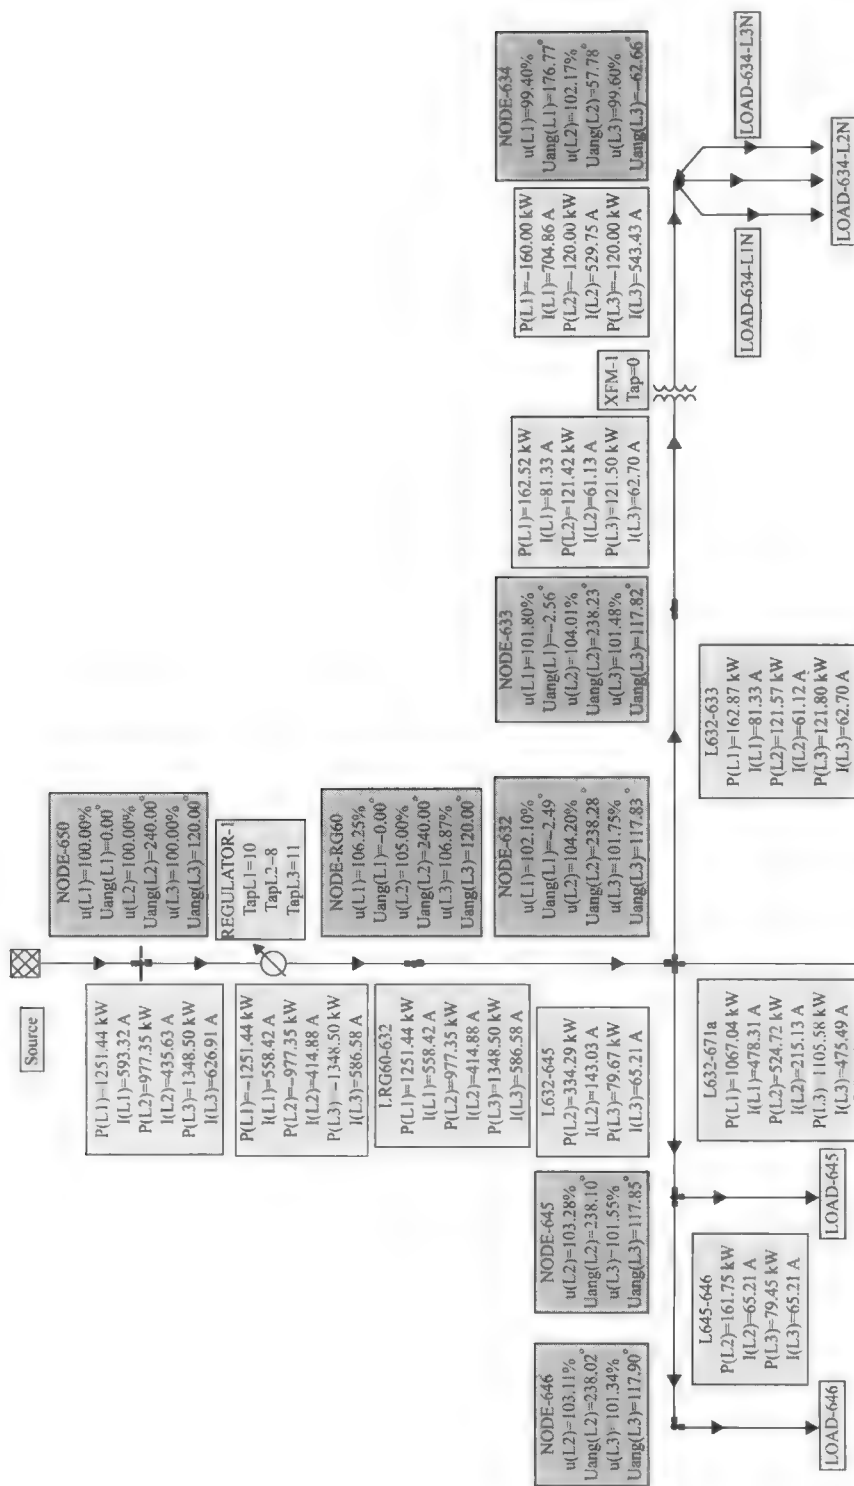 Source
NODE-650
u(L1)=100.00%
Uang(L1)=0.00°
u(L2)=100.00%
Uang(L2)=240.00°
u(L3)=100.00%
Uang(L3)=120.00°
P(L1)=1251.44 kW
I(L1)=593.32 A
P(L2)=977.35 kW
I(L2)=435.63 A
P(L3)=1348.50 kW
I(L3)=626.91 A
REGULATOR-1
TapL1=10
TapL2=8
TapL3=11
P(L1)=-1251.44 kW
I(L1)=558.42 A
P(L2)=-977.35 kW
I(L2)=414.88 A
P(L3)=-1348.50 kW
I(L3)=586.58 A
NODE-RG60
u(L1)=106.25%
Uang(L1)=-0.00°
u(L2)=105.00%
Uang(L2)=240.00°
u(L3)=106.87%
Uang(L3)=120.00°
LRG60-632
P(L1)=1251.44 kW
I(L1)=558.42 A
P(L2)=977.35 kW
I(L2)=414.88 A
P(L3)=1348.50 kW
I(L3)=586.58 A
NODE-646
u(L2)=103.11%
Uang(L2)=238.02°
u(L3)=101.34%
Uang(L3)=117.90°
NODE-645
u(L2)=103.28%
Uang(L2)=238.10°
u(L3)=101.55%
Uang(L3)=117.85°
L632-645
P(L2)=334.29 kW
I(L2)=143.03 A
P(L3)=79.67 kW
I(L3)=65.21 A
NODE-632
u(L1)=102.10%
Uang(L1)=-2.49°
u(L2)=104.20%
Uang(L2)=238.28°
u(L3)=101.75%
Uang(L3)=117.83°
NODE-633
u(L1)=101.80%
Uang(L1)=-2.56°
u(L2)=104.01%
Uang(L2)=238.23°
u(L3)=101.48%
Uang(L3)=117.82°
P(L1)=162.52 kW
I(L1)=81.33 A
P(L2)=121.42 kW
I(L2)=61.13 A
P(L3)=121.50 kW
I(L3)=62.70 A
XFM-1
Tap=0
P(L1)=-160.00 kW
I(L1)=704.86 A
P(L2)=-120.00 kW
I(L2)=529.75 A
P(L3)=-120.00 kW
I(L3)=543.43 A
NODE-634
u(L1)=99.40%
Uang(L1)=176.77°
u(L2)=102.17%
Uang(L2)=57.78°
u(L3)=99.60%
Uang(L3)=-62.66°
L645-646
P(L2)=161.75 kW
I(L2)=65.21 A
P(L3)=79.45 kW
I(L3)=65.21 A
L632-671a
P(L1)=1067.04 kW
I(L1)=478.31 A
P(L2)=524.72 kW
I(L2)=215.13 A
P(L3)=1105.58 kW
I(L3)=475.49 A
L632-633
P(L1)=162.87 kW
I(L1)=81.33 A
P(L2)=121.57 kW
I(L2)=61.12 A
P(L3)=121.80 kW
I(L3)=62.70 A
LOAD-646
LOAD-645
LOAD-634-L1N
LOAD-634-L2N
LOAD-634-L3N